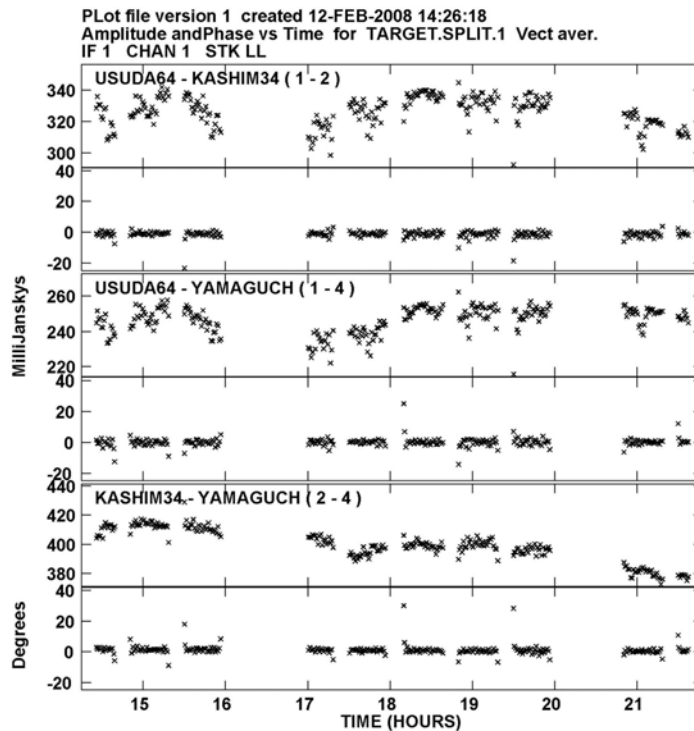 PLot file version 1 created 12-FEB-2008 14:26:18
Amplitude andPhase vs Time for TARGET.SPLIT.1 Vect aver.
IF 1 CHAN 1 STK LL
USUDA64 - KASHIM34 ( 1 - 2 )
340
320
300
40
20
0
-20
USUDA64 - YAMAGUCH ( 1 - 4 )
260
240
220
40
20
0
-20
KASHIM34 - YAMAGUCH ( 2 - 4 )
440
420
400
380
40
20
0
-20
MilliJanskys
Degrees
15 16 17 18 19 20 21
TIME (HOURS)